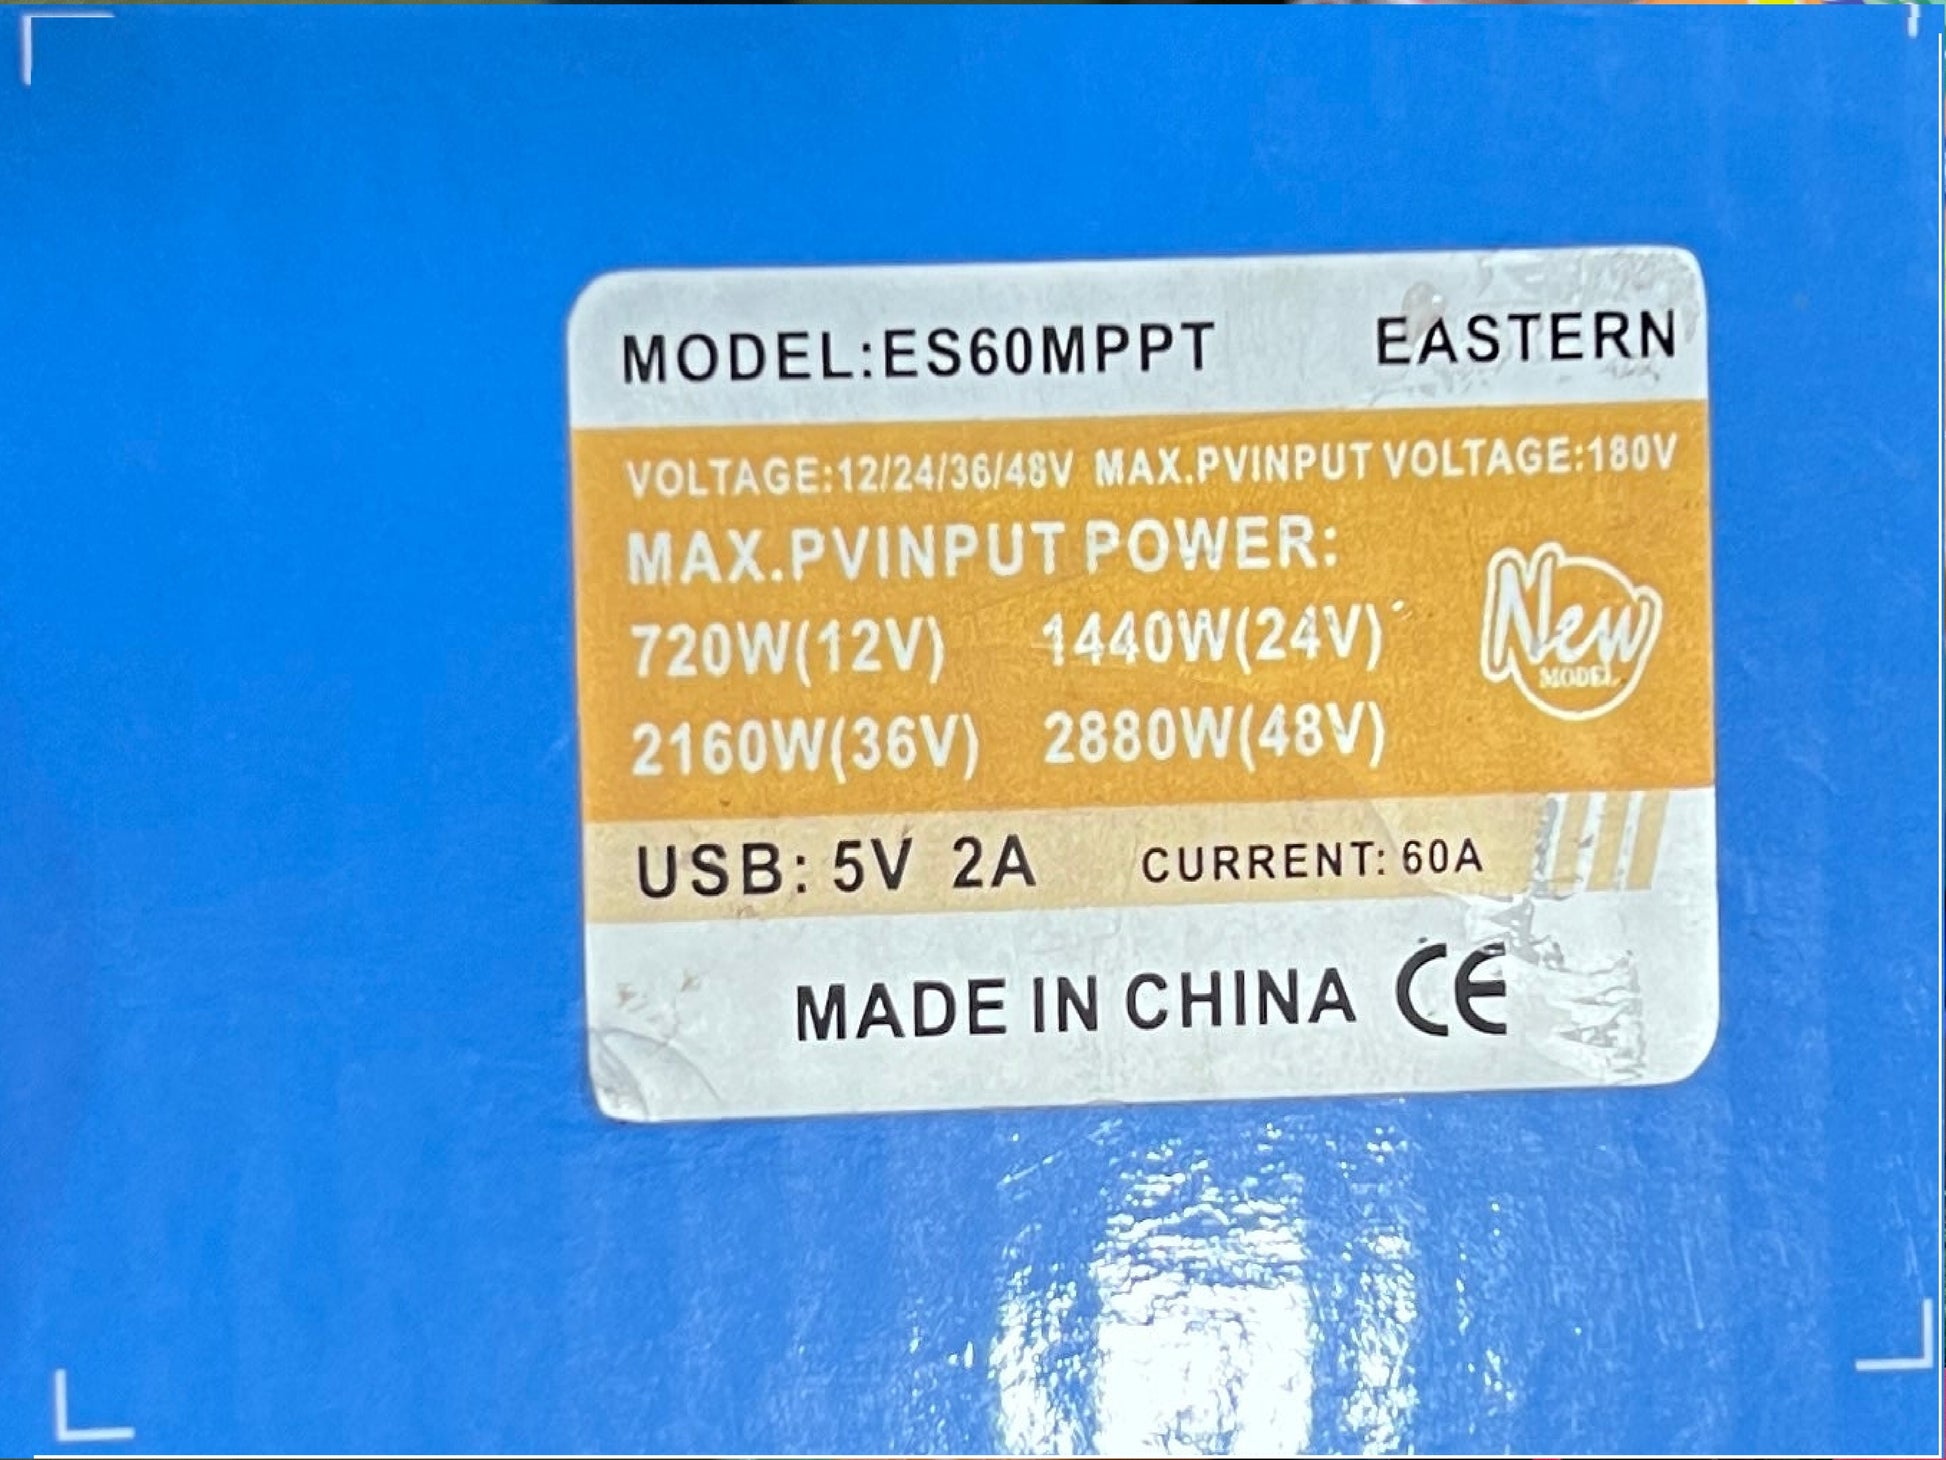 MODEL:ES60MPPT EASTERN
VOLTAGE:12/24/36/48V MAX.PVINPUT VOLTAGE:180V
MAX.PVINPUT POWER:
720W(12V) 1440W(24V)
2160W(36V) 2880W(48V)
New
MODEL
USB: 5V 2A CURRENT: 60A
MADE IN CHINA CE